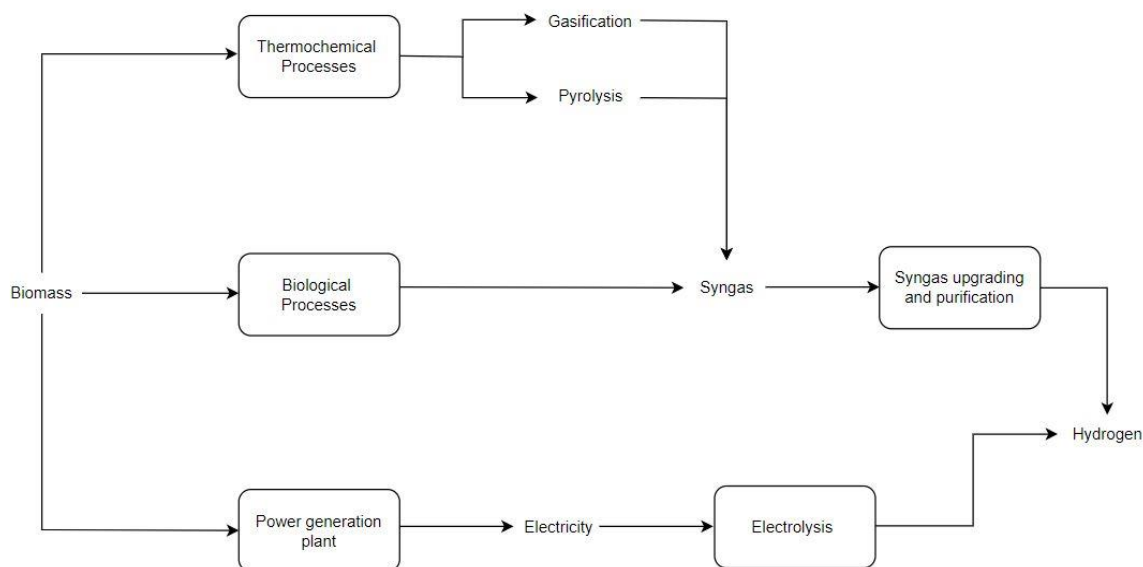 Gasification
Thermochemical
Processes
Pyrolysis
Biomass
Biological
Processes
Syngas
Syngas upgrading
and purification
Hydrogen
Power generation
plant
Electricity
Electrolysis